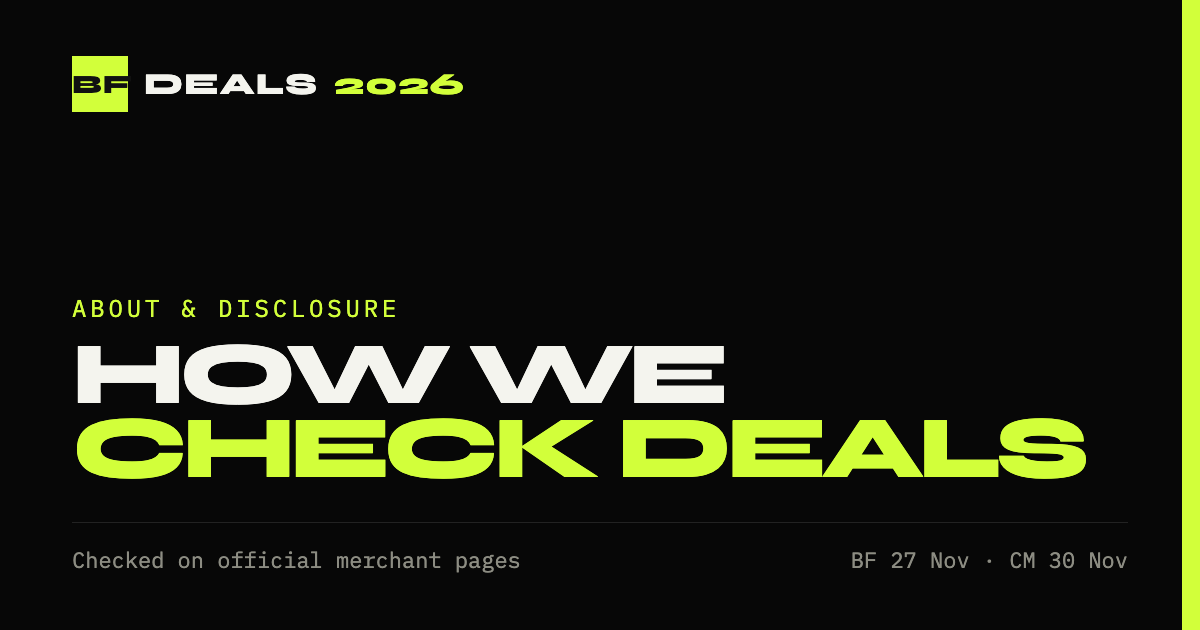 BF DEALS 2026
ABOUT & DISCLOSURE
HOW WE
CHECK DEALS
Checked on official merchant pages
BF 27 Nov · CM 30 Nov